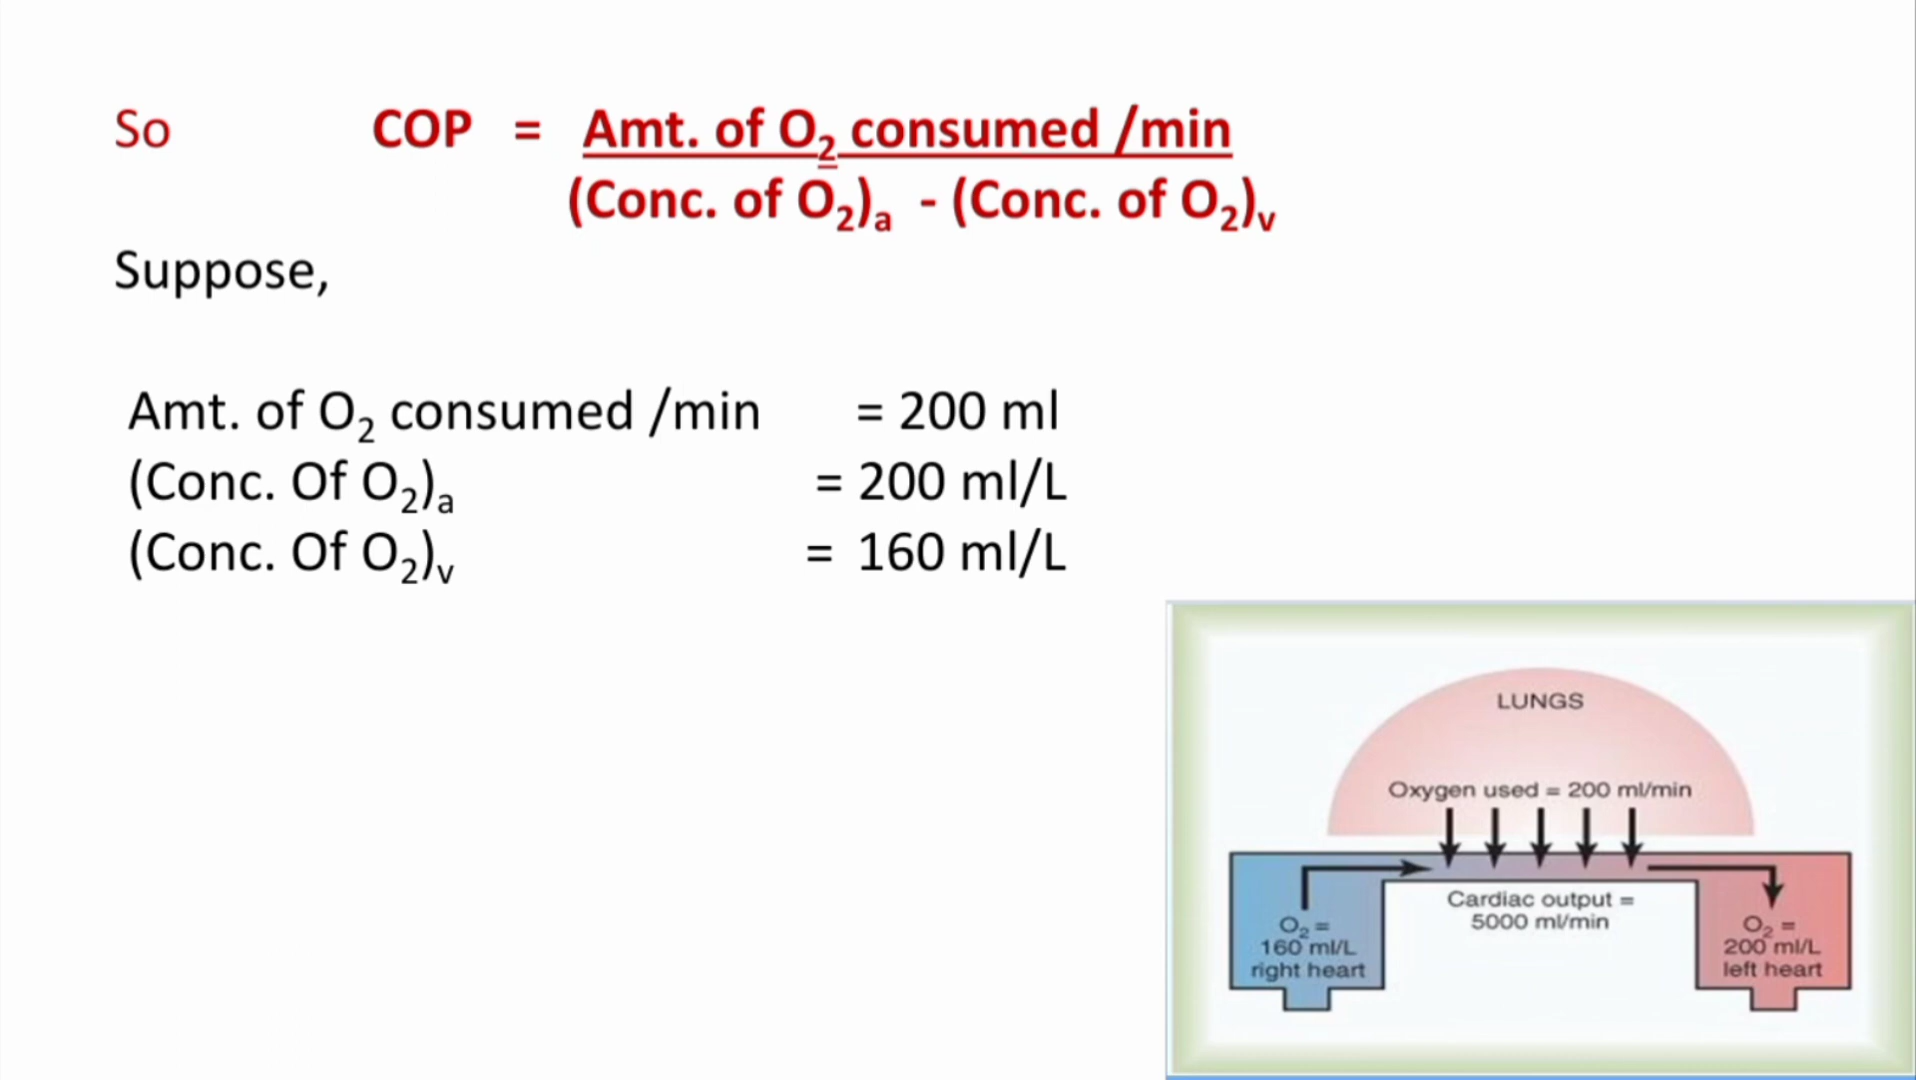 So COP = Amt. of O₂ consumed /min
(Conc. of O₂)ₐ - (Conc. of O₂)ᵥ
Suppose,
Amt. of O₂ consumed /min = 200 ml
(Conc. Of O₂)ₐ = 200 ml/L
(Conc. Of O₂)ᵥ = 160 ml/L
LUNGS
Oxygen used = 200 ml/min
Cardiac output =
5000 ml/min
O₂ =
160 ml/L
right heart
O₂ =
200 ml/L
left heart